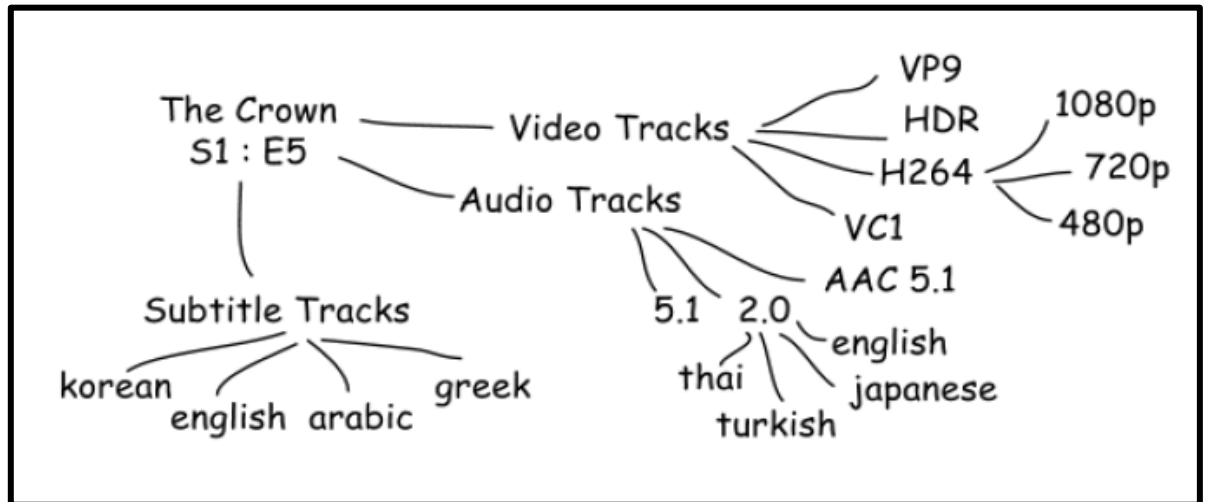 The Crown
S1 : E5
Video Tracks
VP9
HDR
H264
VC1
1080p
720p
480p
Audio Tracks
5.1
2.0
AAC 5.1
thai
turkish
japanese
english
Subtitle Tracks
korean
english
arabic
greek